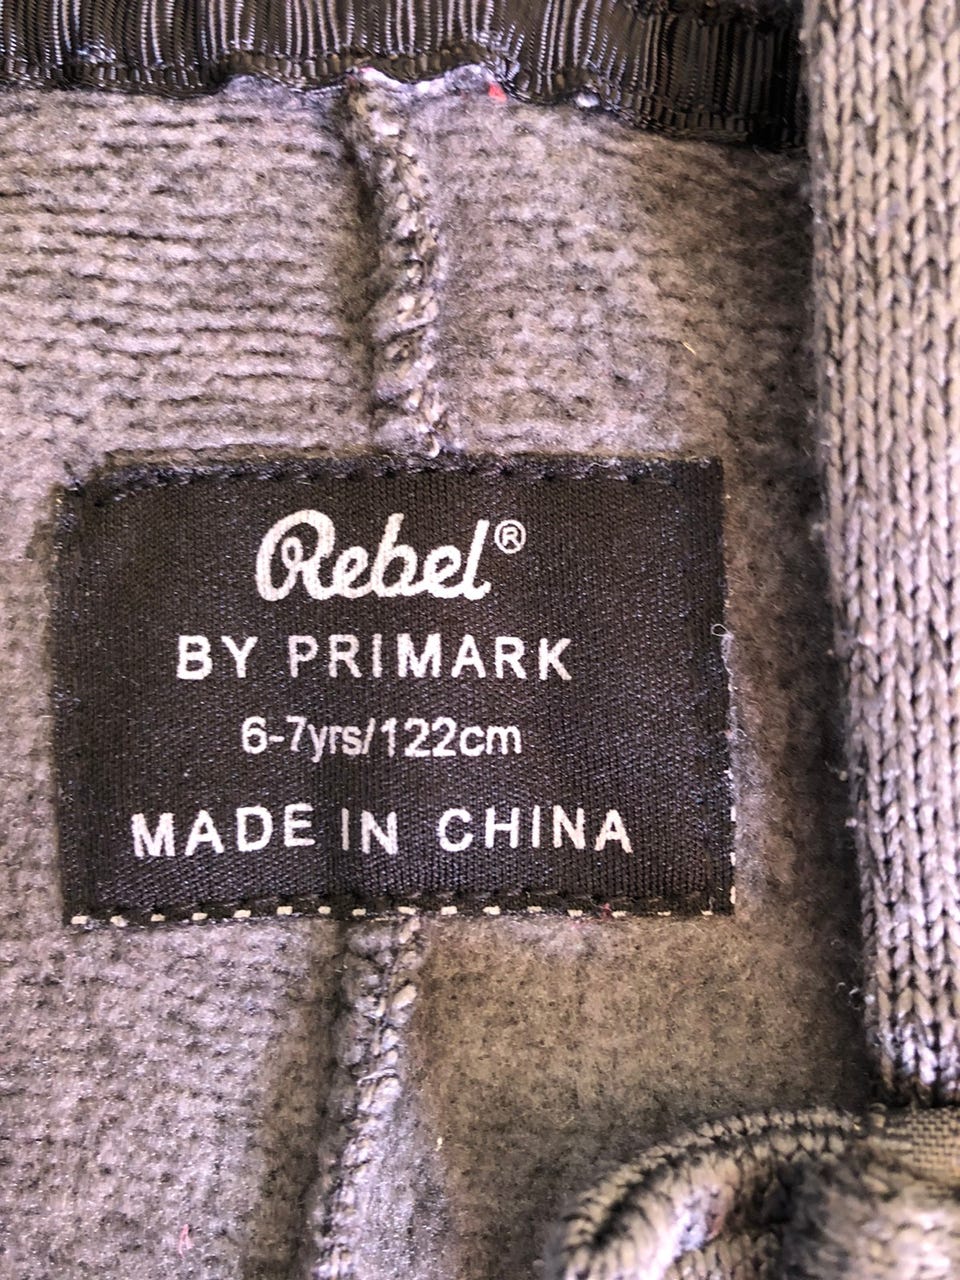 Rebel®
BY PRIMARK
6-7yrs/122cm
MADE IN CHINA